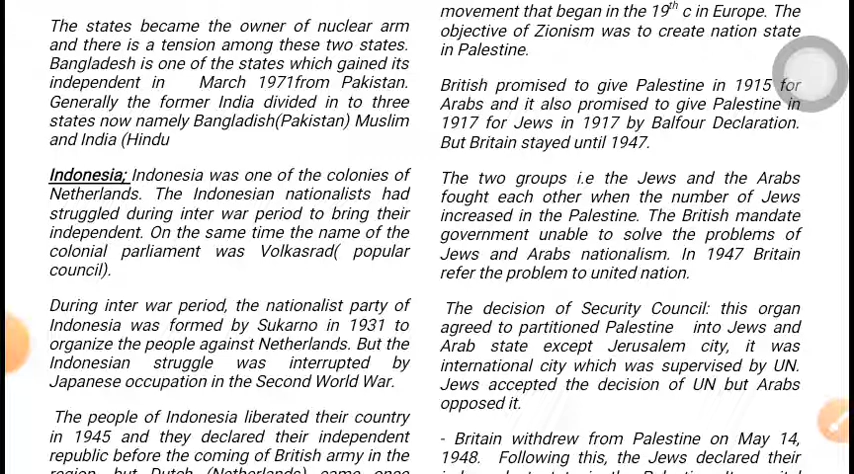 The states became the owner of nuclear arm
and there is a tension among these two states.
Bangladesh is one of the states which gained its
independent in March 1971from Pakistan.
Generally the former India divided in to three
states now namely Bangladish(Pakistan) Muslim
and India (Hindu
Indonesia; Indonesia was one of the colonies of
Netherlands. The Indonesian nationalists had
struggled during inter war period to bring their
independent. On the same time the name of the
colonial parliament was Volkasrad( popular
council).
During inter war period, the nationalist party of
Indonesia was formed by Sukarno in 1931 to
organize the people against Netherlands. But the
Indonesian struggle was interrupted by
Japanese occupation in the Second World War.
The people of Indonesia liberated their country
in 1945 and they declared their independent
republic before the coming of British army in the
region, but Dutch (Netherlands) came once
movement that began in the 19th c in Europe. The
objective of Zionism was to create nation state
in Palestine.
British promised to give Palestine in 1915 for
Arabs and it also promised to give Palestine in
1917 for Jews in 1917 by Balfour Declaration.
But Britain stayed until 1947.
The two groups i.e the Jews and the Arabs
fought each other when the number of Jews
increased in the Palestine. The British mandate
government unable to solve the problems of
Jews and Arabs nationalism. In 1947 Britain
refer the problem to united nation.
The decision of Security Council: this organ
agreed to partitioned Palestine into Jews and
Arab state except Jerusalem city, it was
international city which was supervised by UN.
Jews accepted the decision of UN but Arabs
opposed it.
- Britain withdrew from Palestine on May 14,
1948. Following this, the Jews declared their